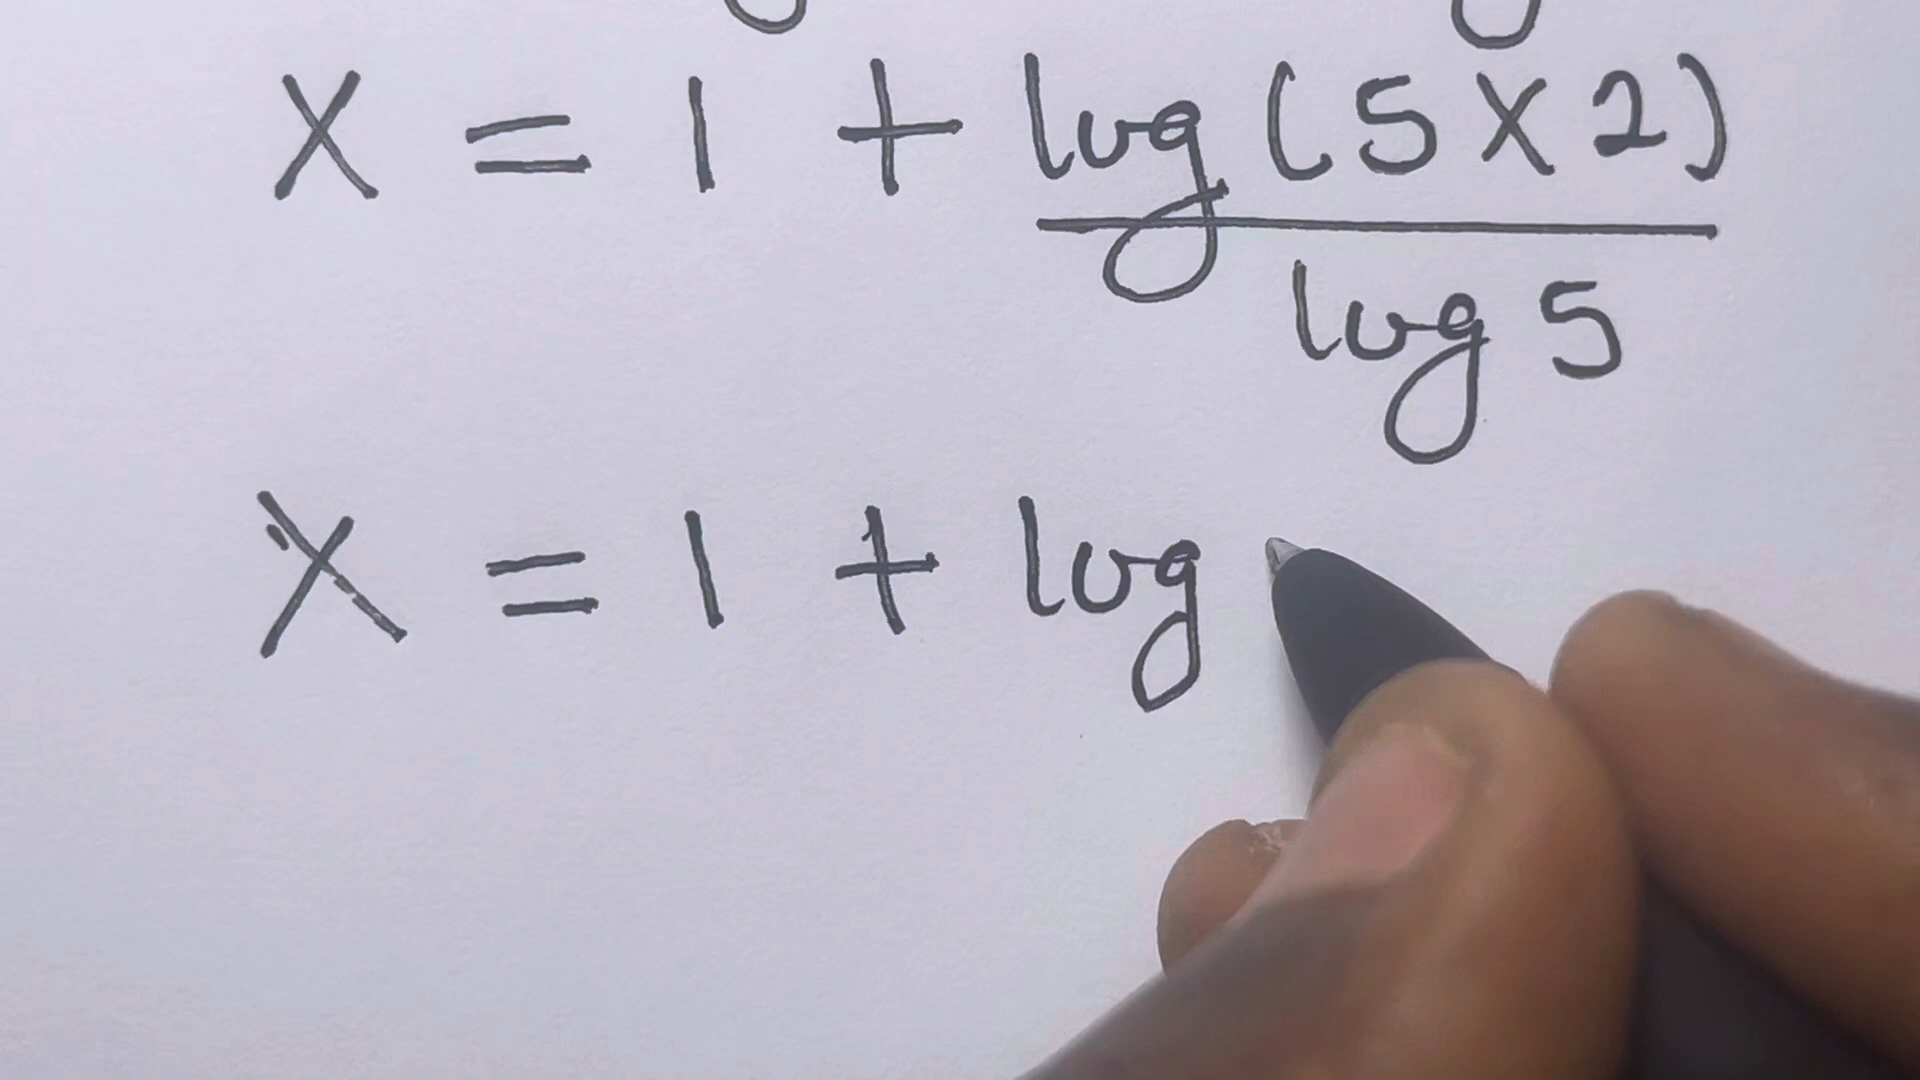 X = 1 + log (5 X 2)
log 5
X = 1 + log